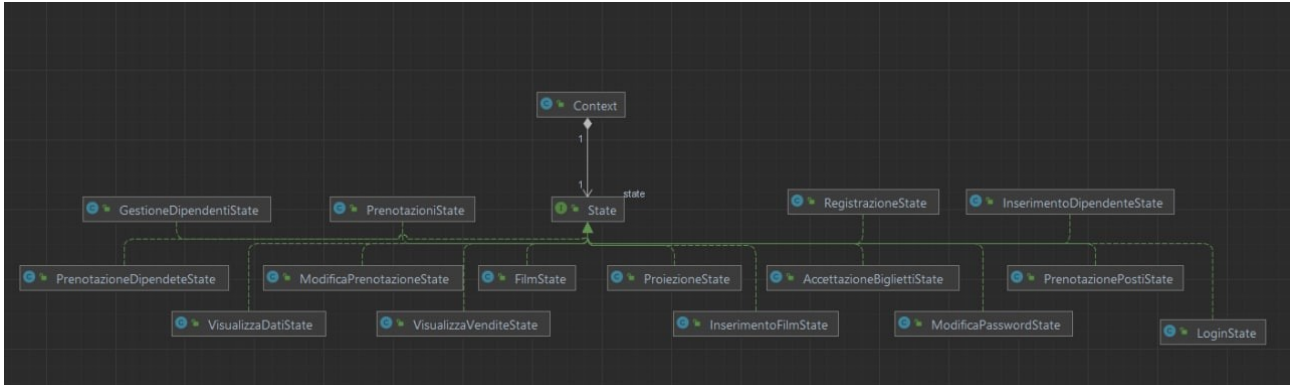 Context
1
1
state
GestioneDipendentiState
PrenotazioniState
State
RegistrazioneState
InserimentoDipendenteState
PrenotazioneDipendeteState
ModificaPrenotazioneState
FilmState
ProiezioneState
AccettazioneBigliettiState
PrenotazionePostiState
VisualizzaDatiState
VisualizzaVenditeState
InserimentoFilmState
ModificaPasswordState
LoginState